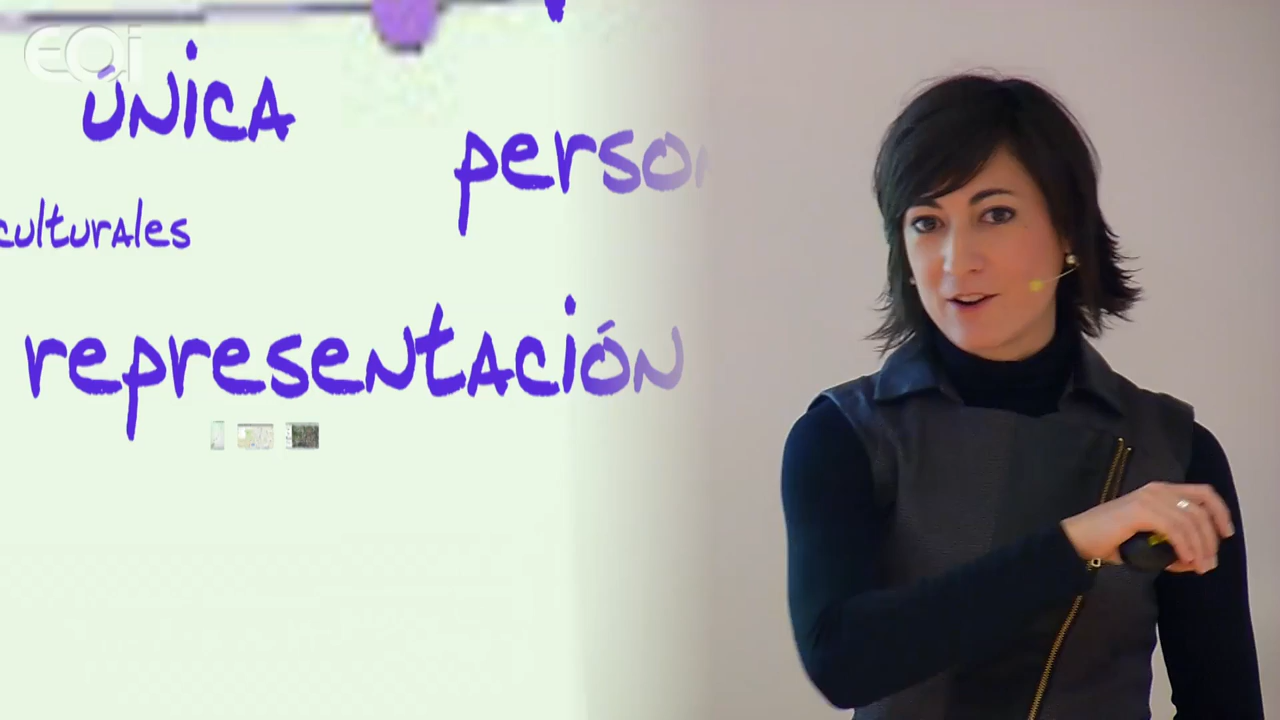 EOi
única
perso
culturales
representación